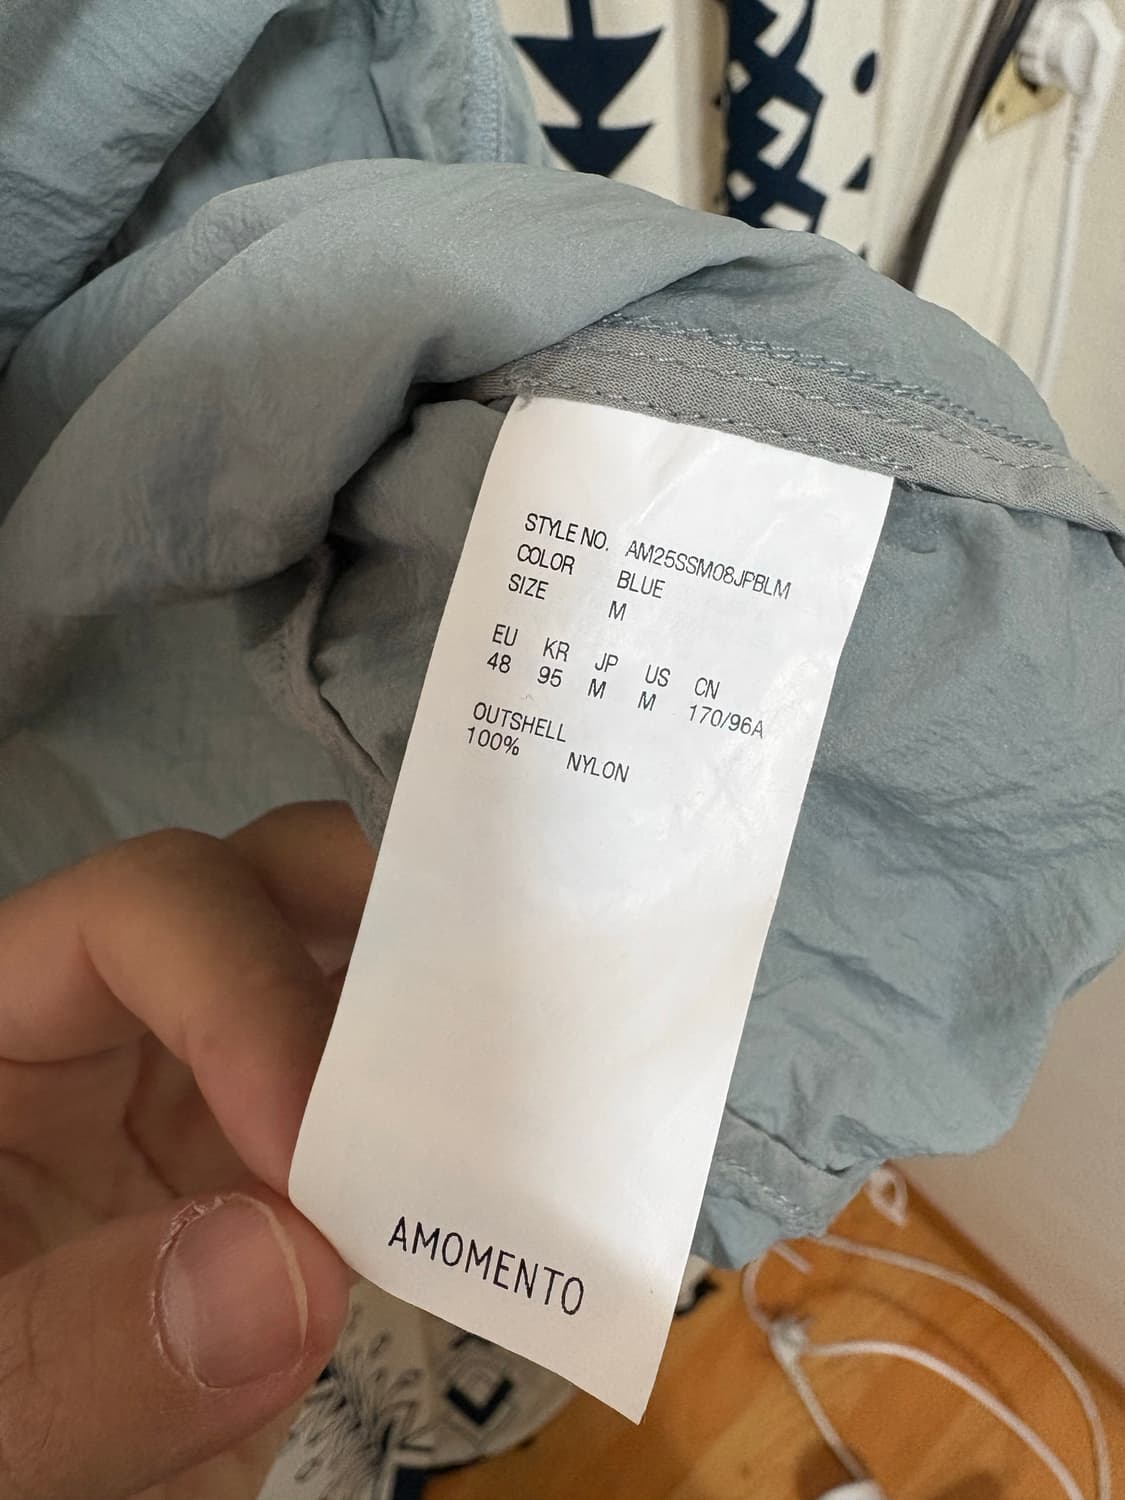 STYLE NO. AM25SSM08JPBLM
COLOR BLUE
SIZE M
EU KR JP US CN
48 95 M M 170/96A
OUTSHELL
100% NYLON
AMOMENTO